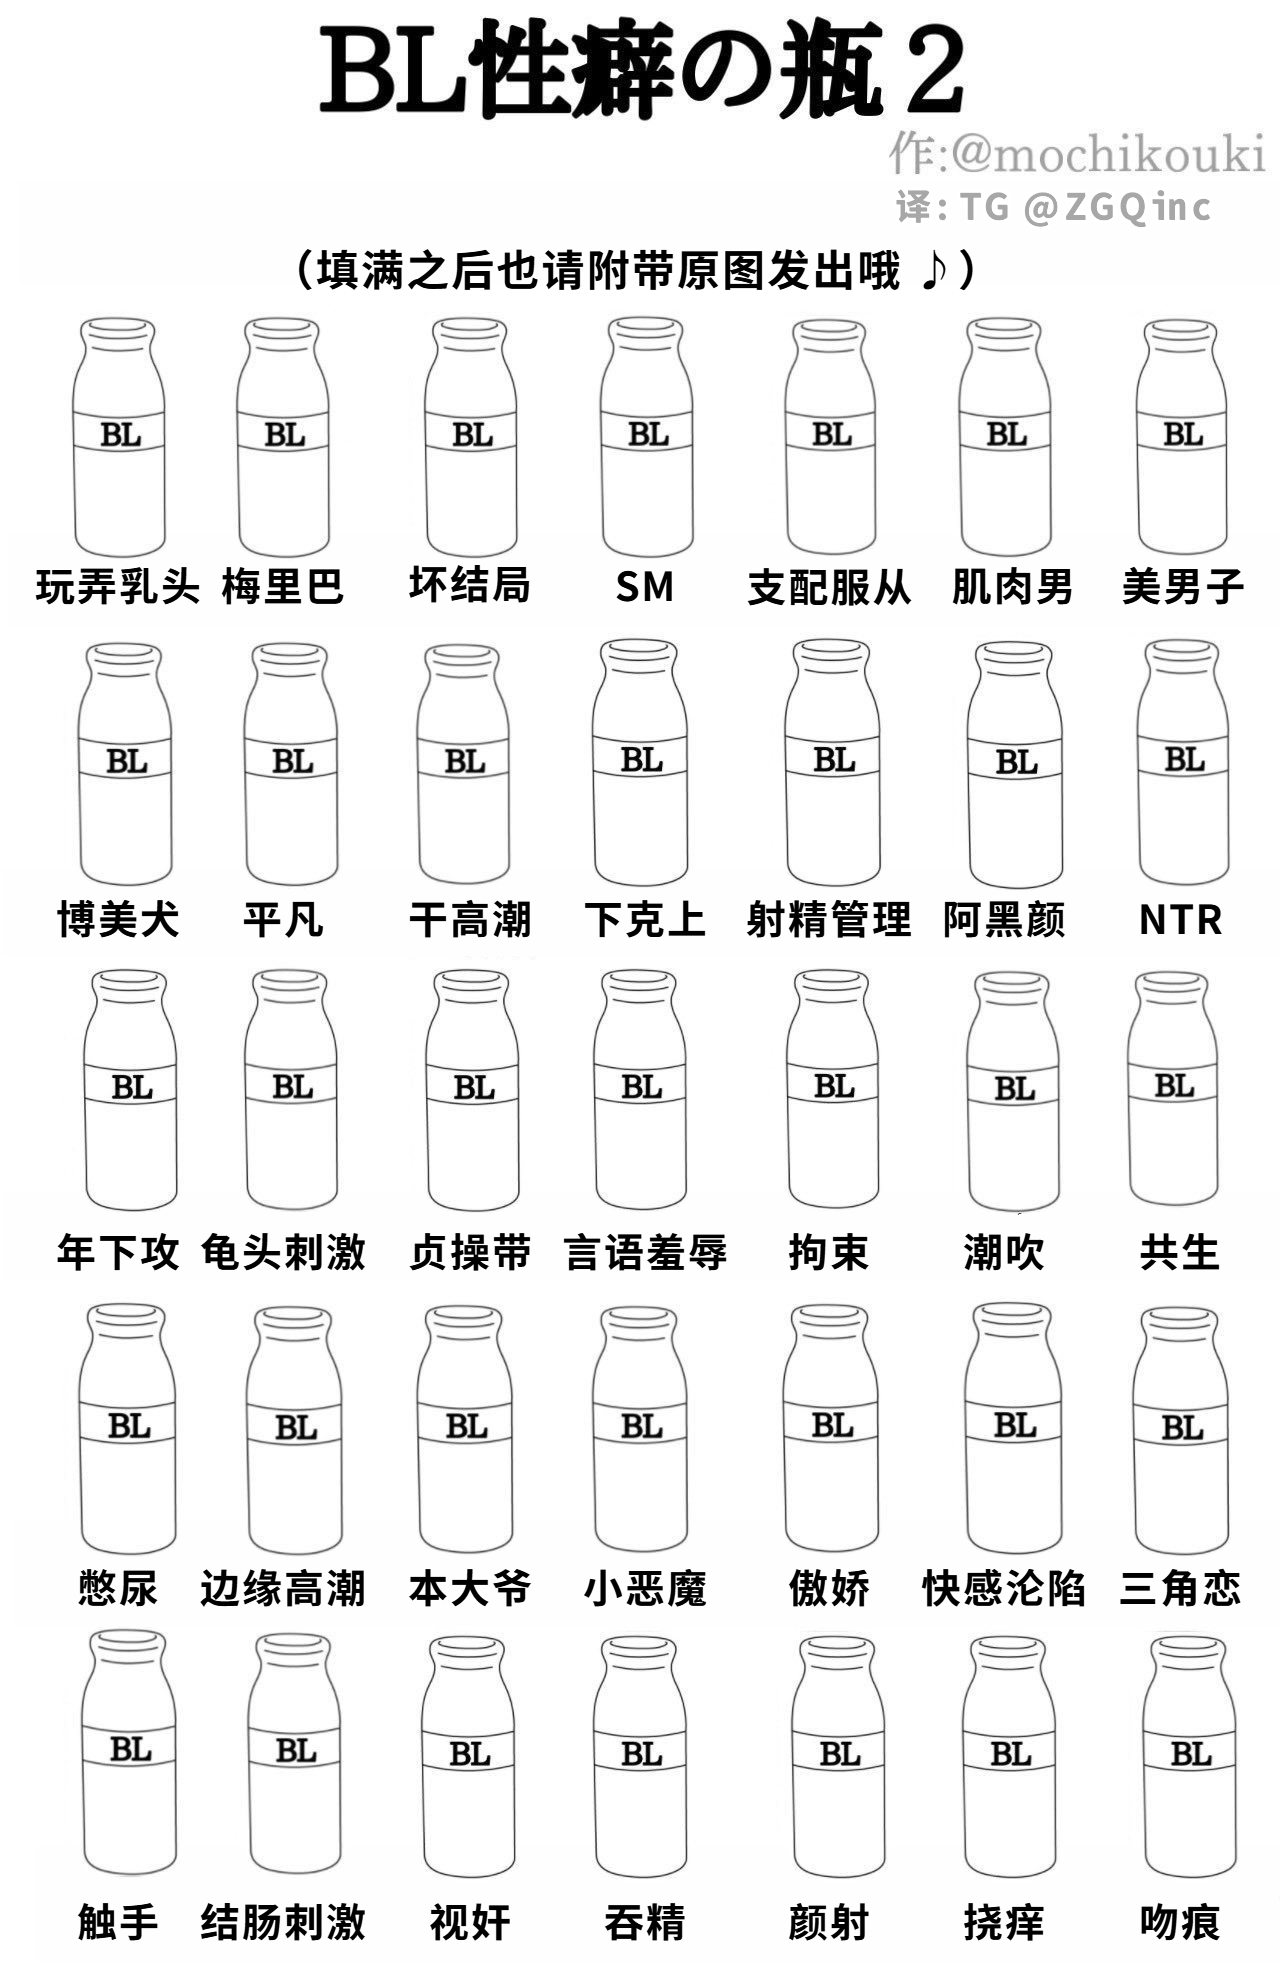 BL性癖の瓶2
作:@mochikouki
译: TG @ZGQinc
（填满之后也请附带原图发出哦 ♪）
BL BL BL BL BL BL BL
玩弄乳头 梅里巴 坏结局 SM 支配服从 肌肉男 美男子
BL BL BL BL BL BL BL
博美犬 平凡 干高潮 下克上 射精管理 阿黑颜 NTR
BL BL BL BL BL BL BL
年下攻 龟头刺激 贞操带 言语羞辱 拘束 潮吹 共生
BL BL BL BL BL BL BL
憋尿 边缘高潮 本大爷 小恶魔 傲娇 快感沦陷 三角恋
BL BL BL BL BL BL BL
触手 结肠刺激 视奸 吞精 颜射 挠痒 吻痕